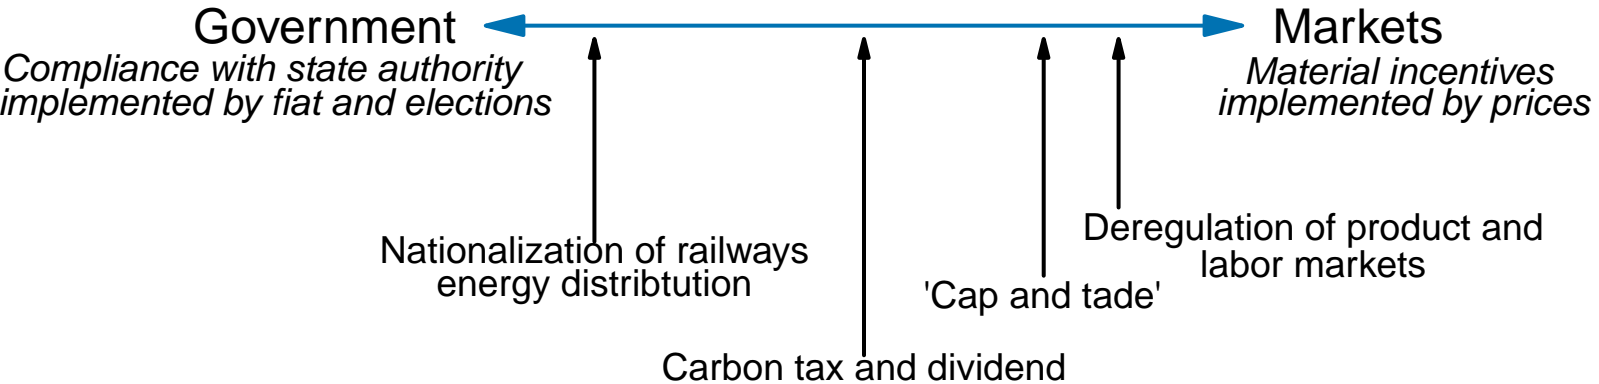 Government
Markets
Compliance with state authority
implemented by fiat and elections
Material incentives
implemented by prices
Nationalization of railways
energy distribtution
Carbon tax and dividend
'Cap and tade'
Deregulation of product and
labor markets